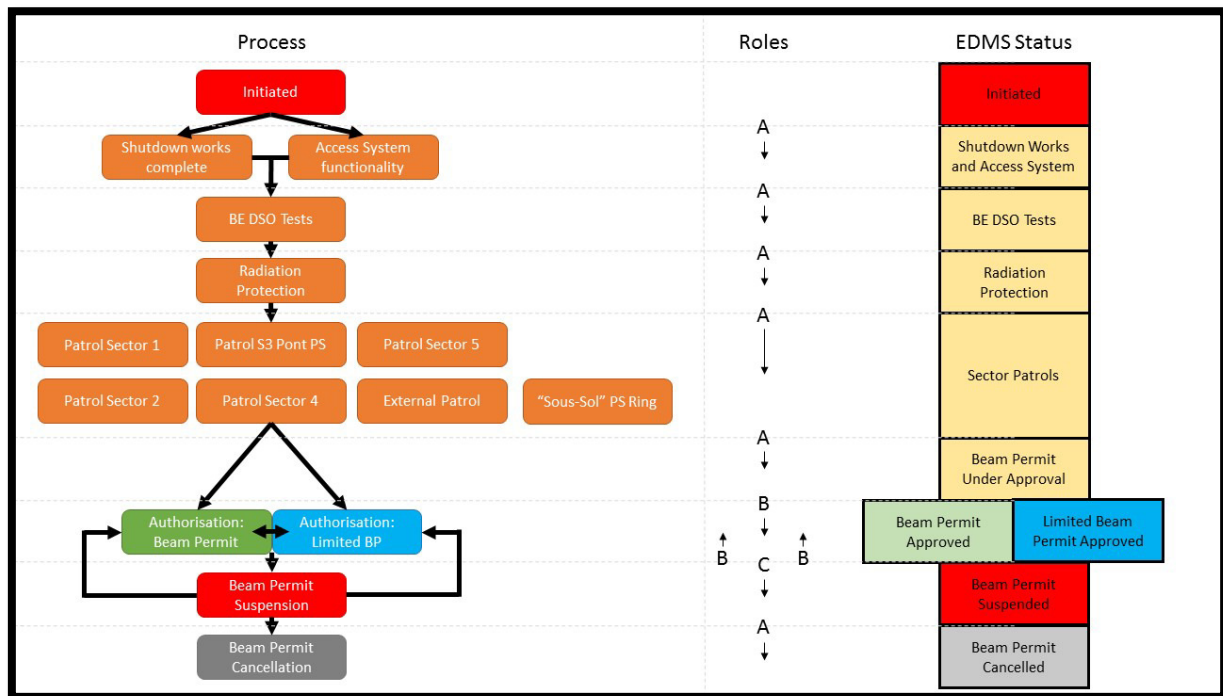 Process
Roles
EDMS Status
Initiated
Initiated
A
Shutdown works
complete
Access System
functionality
Shutdown Works
and Access System
A
BE DSO Tests
BE DSO Tests
A
Radiation
Protection
Radiation
Protection
A
Patrol Sector 1
Patrol S3 Pont PS
Patrol Sector 5
Sector Patrols
Patrol Sector 2
Patrol Sector 4
External Patrol
“Sous-Sol” PS Ring
A
Beam Permit
Under Approval
B
Authorisation:
Beam Permit
Authorisation:
Limited BP
Beam Permit
Approved
Limited Beam
Permit Approved
B
B
C
Beam Permit
Suspension
Beam Permit
Suspended
A
Beam Permit
Cancellation
Beam Permit
Cancelled